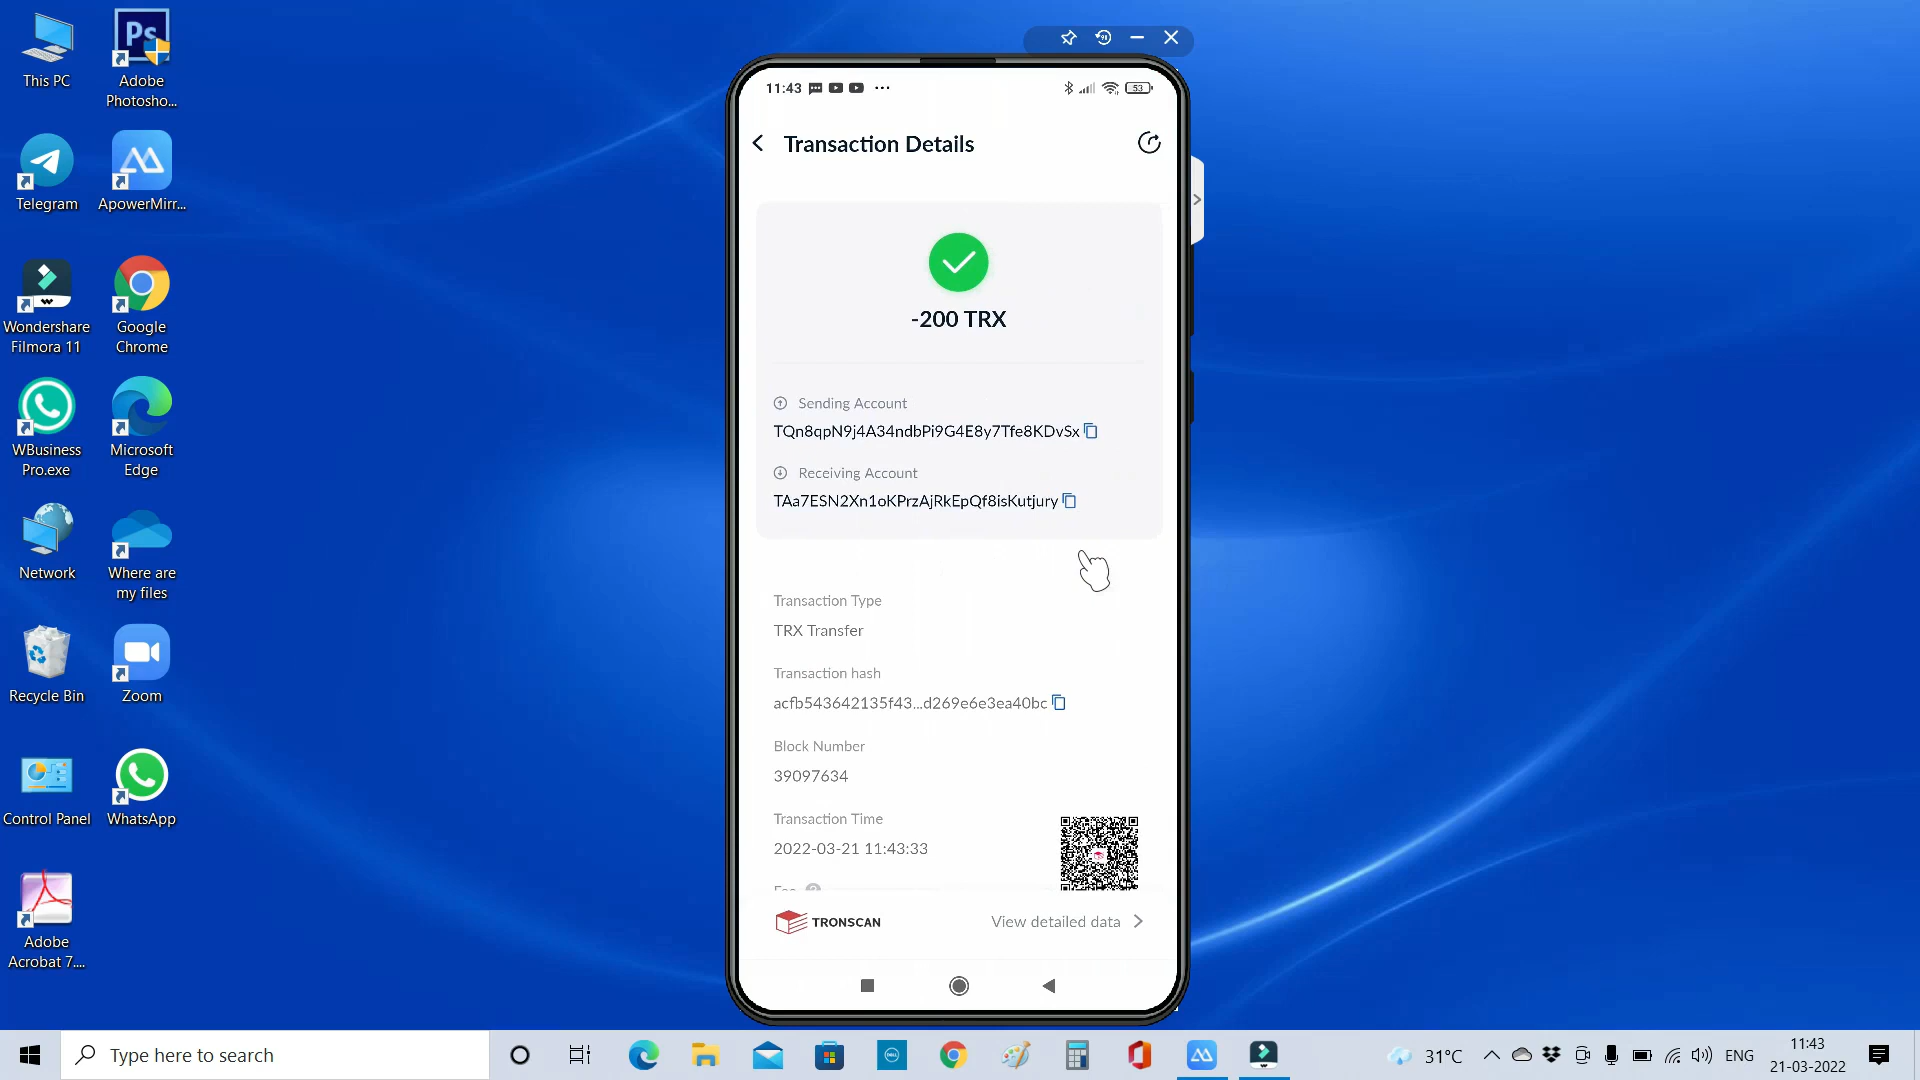 This PC
Adobe
Photosho...
Telegram
ApowerMirr...
Wondershare
Filmora 11
Google
Chrome
WBusiness
Pro.exe
Microsoft
Edge
Network
Where are
my files
Recycle Bin
Zoom
Control Panel
WhatsApp
Adobe
Acrobat 7....
11:43
53
Transaction Details
-200 TRX
Sending Account
TQn8qpN9j4A34ndbPi9G4E8y7Tfe8KDvSx
Receiving Account
TAa7ESN2Xn1oKPrzAjRkEpQf8isKutjury
Transaction Type
TRX Transfer
Transaction hash
acfb543642135f43...d269e6e3ea40bc
Block Number
39097634
Transaction Time
2022-03-21 11:43:33
Fee
TRONSCAN
View detailed data
Type here to search
31°C
ENG
11:43
21-03-2022